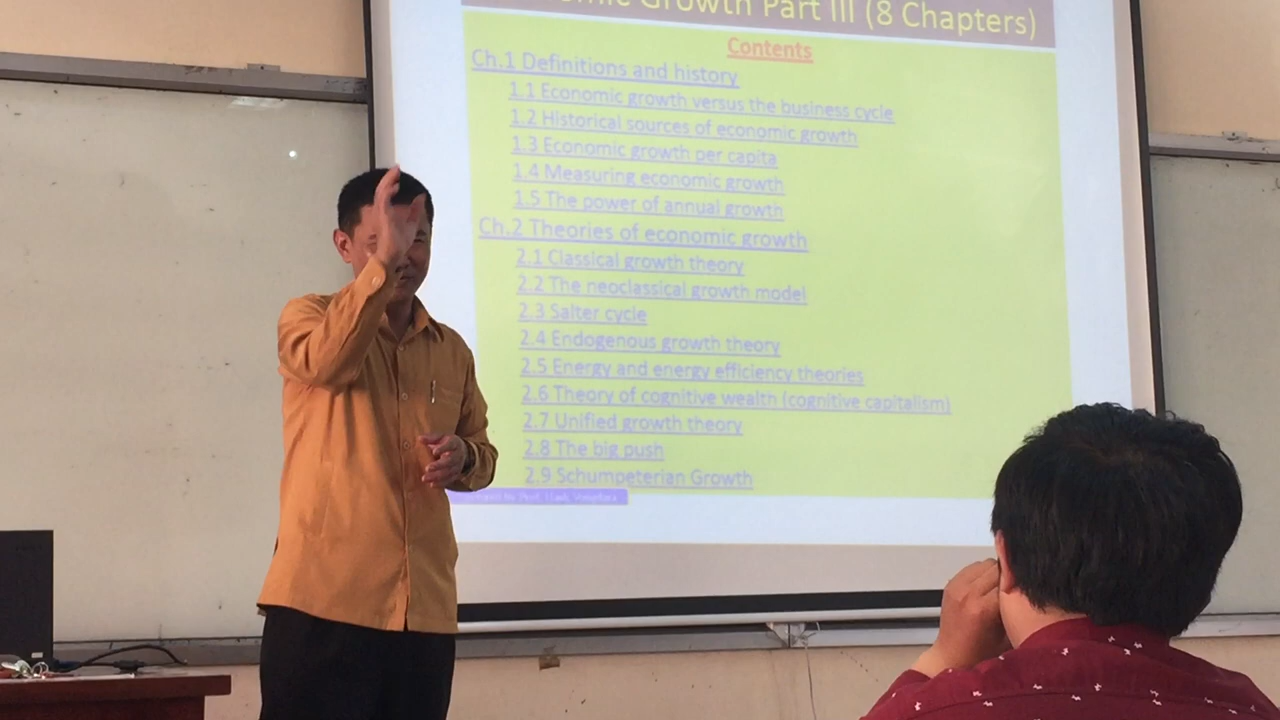 Growth Part III (8 Chapters)
Contents
Ch.1 Definitions and history
1.1 Economic growth versus the business cycle
1.2 Historical sources of economic growth
1.3 Economic growth per capita
1.4 Measuring economic growth
1.5 The power of annual growth
Ch.2 Theories of economic growth
2.1 Classical growth theory
2.2 The neoclassical growth model
2.3 Salter cycle
2.4 Endogenous growth theory
2.5 Energy and energy efficiency theories
2.6 Theory of cognitive wealth (cognitive capitalism)
2.7 Unified growth theory
2.8 The big push
2.9 Schumpeterian Growth